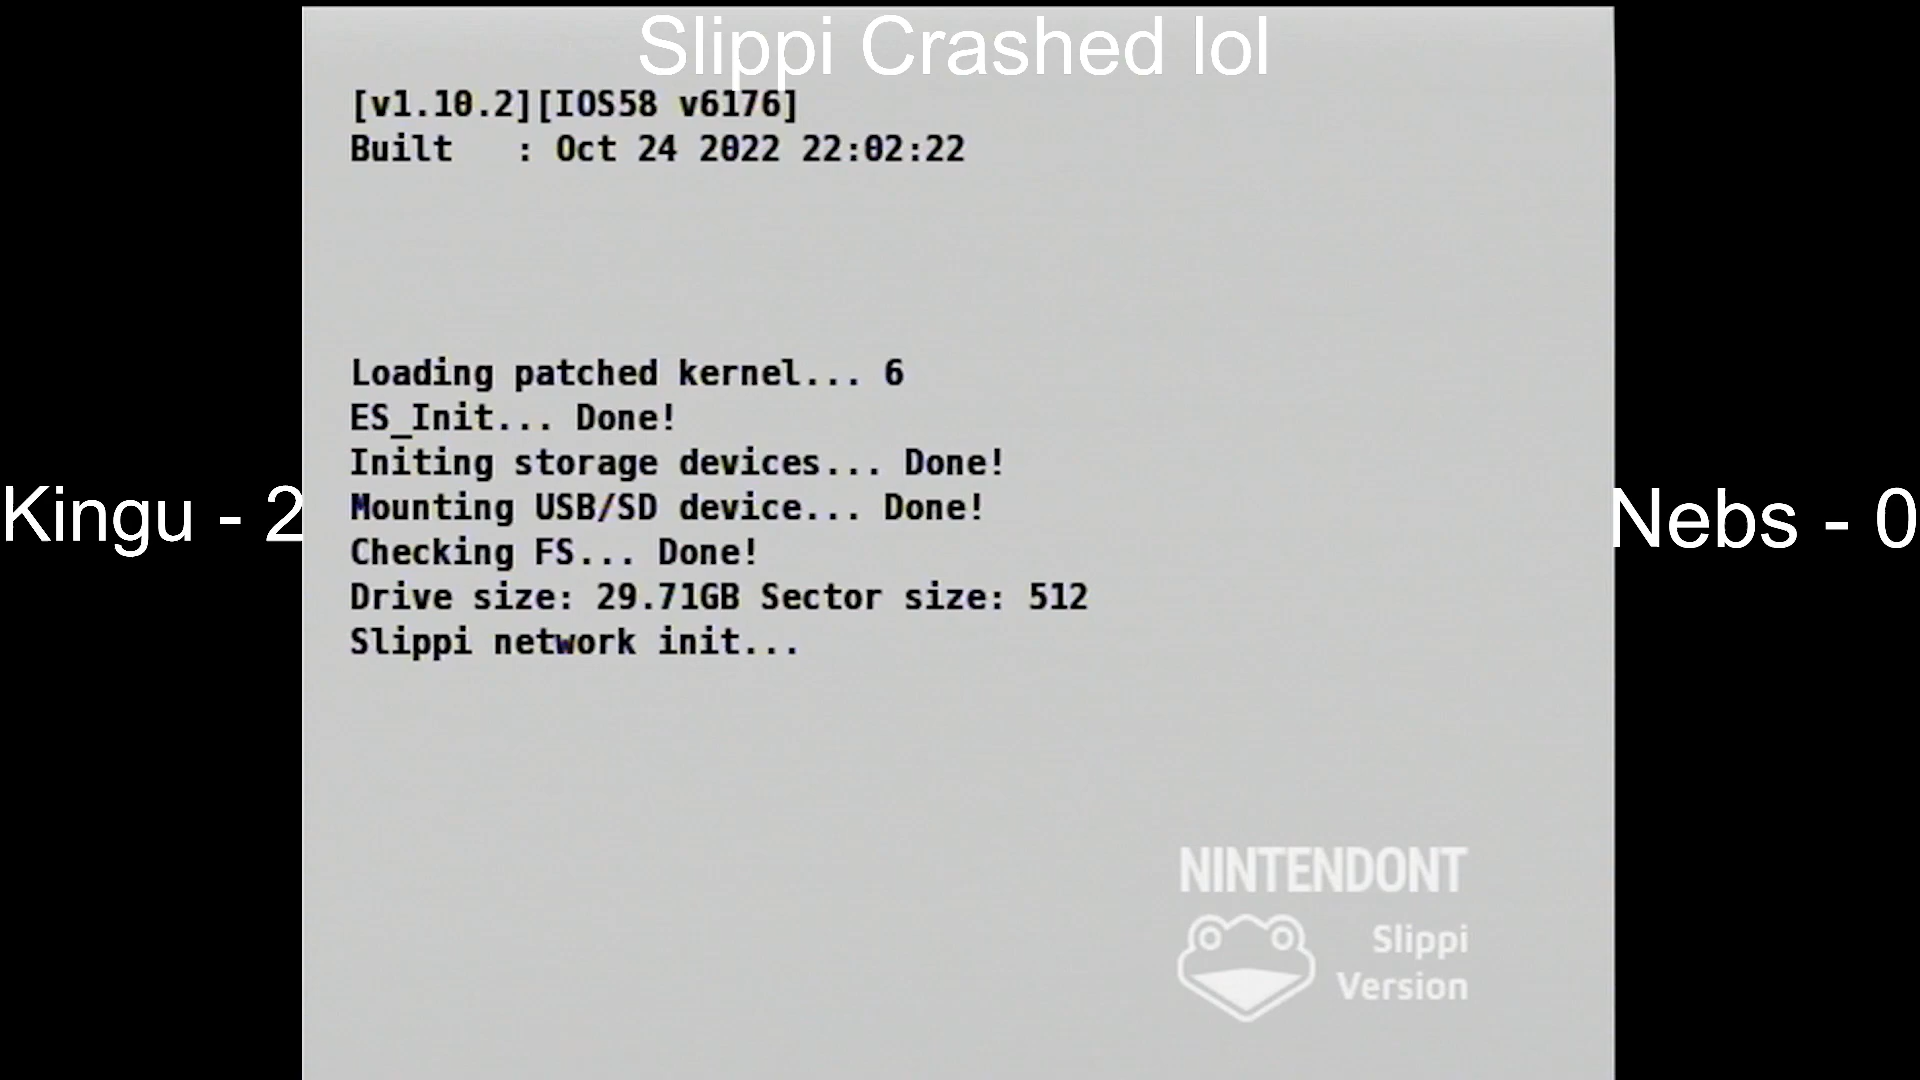 Slippi Crashed lol
[v1.10.2][IOS58 v6176]
Built   : Oct 24 2022 22:02:22
Loading patched kernel... 6
ES_Init... Done!
Initing storage devices... Done!
Mounting USB/SD device... Done!
Checking FS... Done!
Drive size: 29.71GB Sector size: 512
Slippi network init...
Kingu - 2
Nebs - 0
NINTENDONT
Slippi
Version